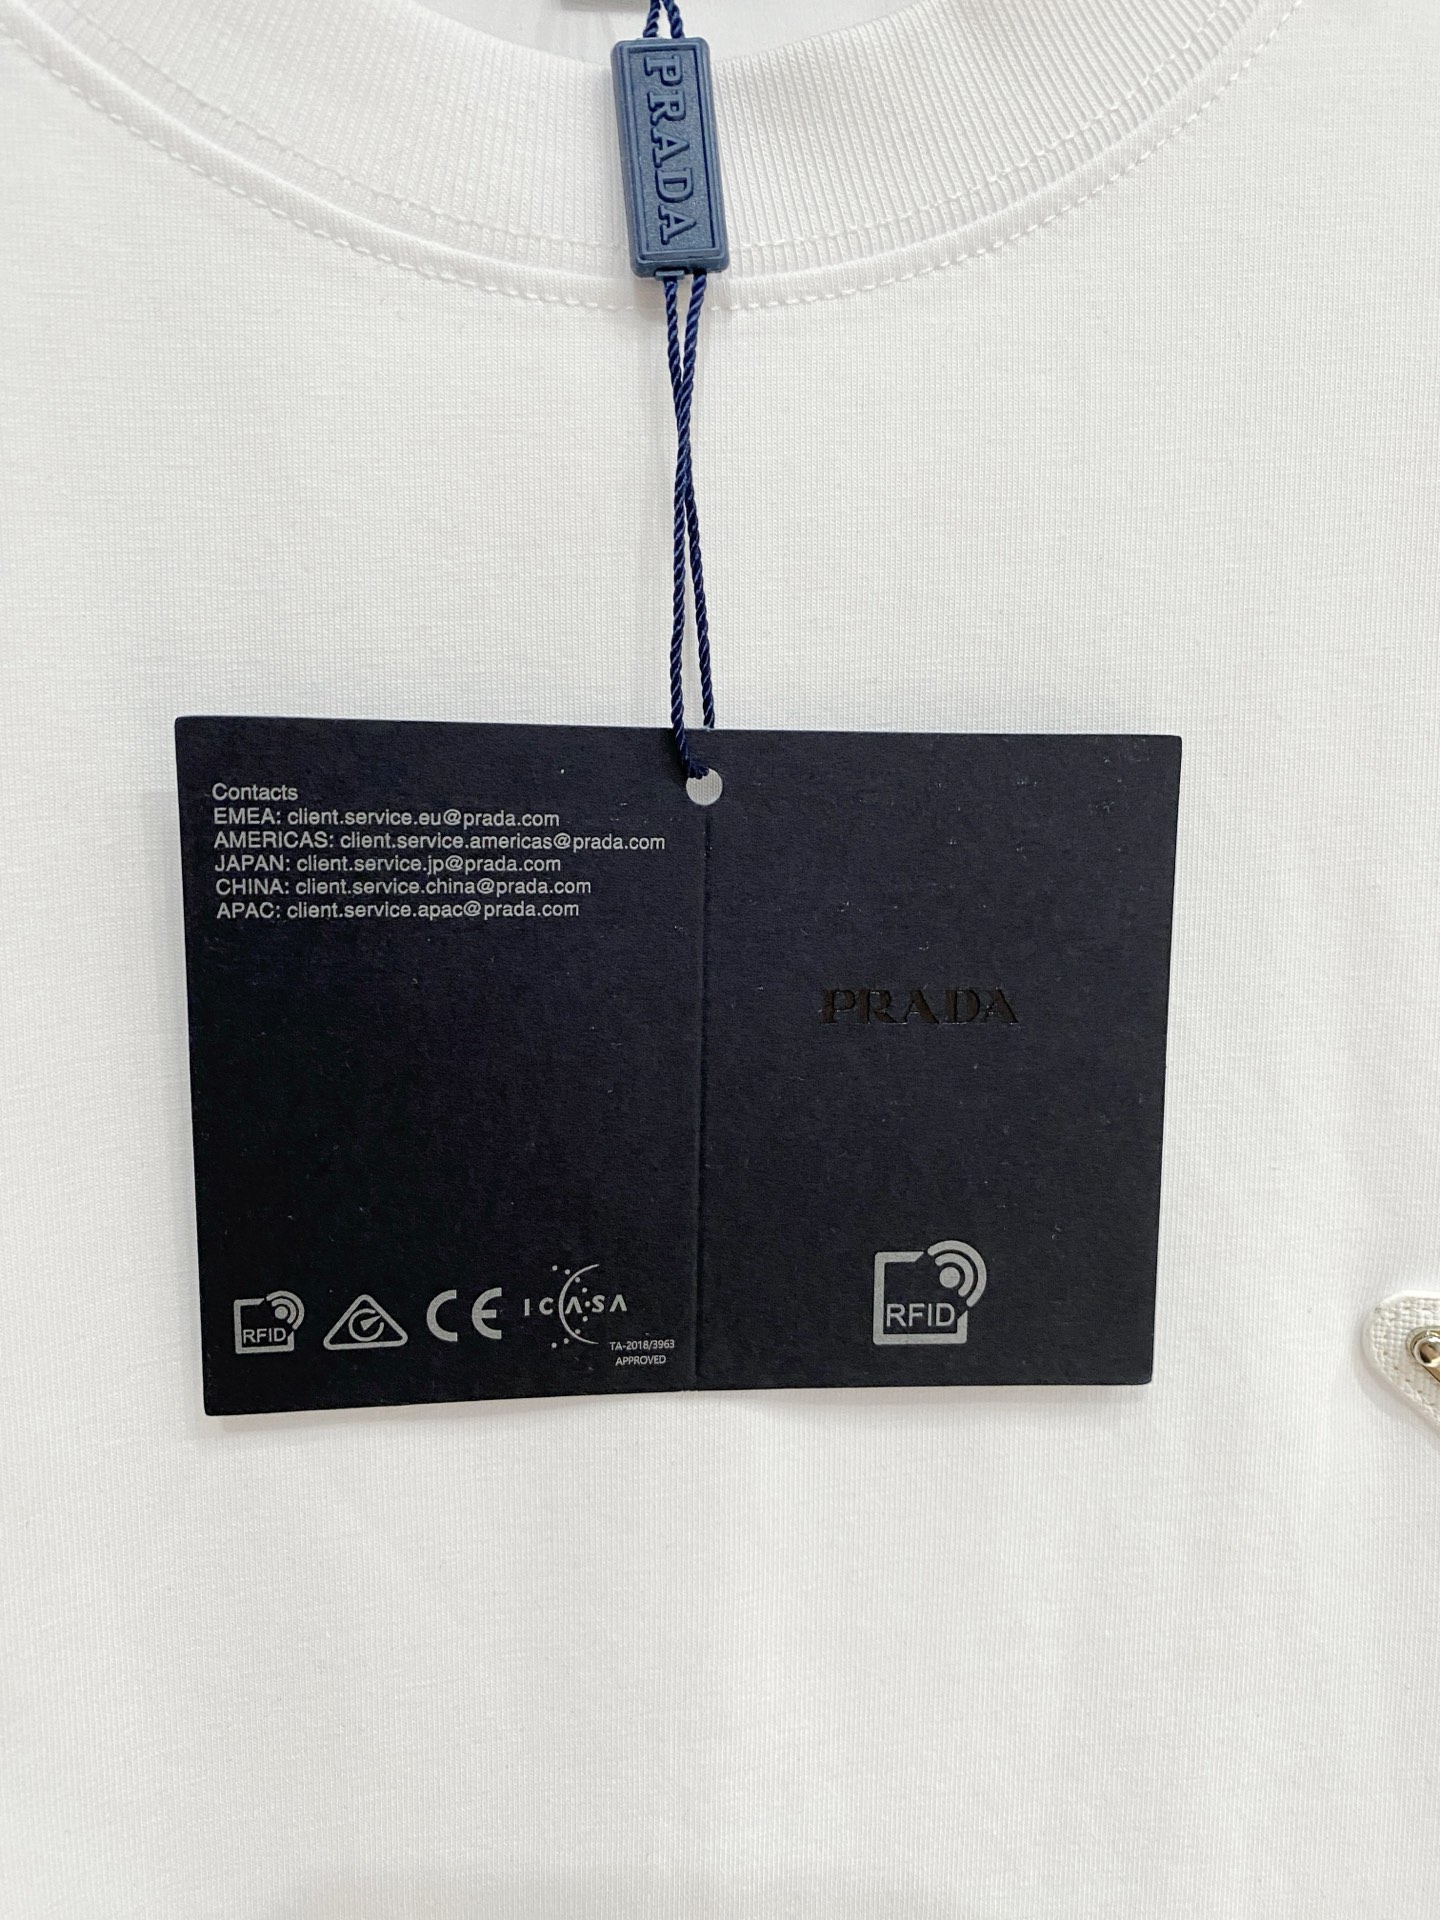 PRADA
Contacts
EMEA: client.service.eu@prada.com
AMERICAS: client.service.americas@prada.com
JAPAN: client.service.jp@prada.com
CHINA: client.service.china@prada.com
APAC: client.service.apac@prada.com
PRADA
RFID
CE
ICASA
TA-2018/3963
APPROVED
RFID